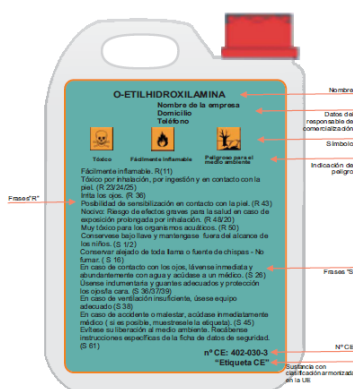 O-ETILHIDROXILAMINA
Nombre de la empresa
Domicilio
Teléfono
Tóxico
Fácilmente inflamable
Peligroso para el
medio ambiente
Fácilmente inflamable. R(11)
Tóxico por inhalación, por ingestión y en contacto con la
piel. (R 23/24/25)
Irrita los ojos. (R 36)
Posibilidad de sensibilización en contacto con la piel. (R 43)
Nocivo: Riesgo de efectos graves para la salud en caso de
exposición prolongada por inhalación. (R 45/20)
Muy tóxico para los organismos acuáticos. (R 50)
Conservese bajo llave y mantengase fuera del alcance de
los niños. (S 1/2)
Conservar alejado de toda llama o fuente de chispas - No
fumar. (S 16)
En caso de contacto con los ojos, lávense inmediata y
abundantemente con agua y acúdase a un médico. (S 26)
Úsense indumentaria y guantes adecuados y protección
los ojos/la cara. (S 36/37/39)
En caso de ventilación insuficiente, úsese equipo
adecuado (S 38)
En caso de accidente o malestar, acúdase inmediatamente
médico (si es posible, muéstresele la etiqueta). (S 45)
Evítese su liberación al medio ambiente. Recábense
instrucciones específicas de la ficha de datos de seguridad.
(S 61)
nº CE: 402-030-3
"Etiqueta CE"
Frases"R"
Nombre
Datos del
responsable de
comercialización
Símbolo
Indicación de
peligro
Frases "S
Nº CE
Sustancia con
clasificación armonizada
en la UE